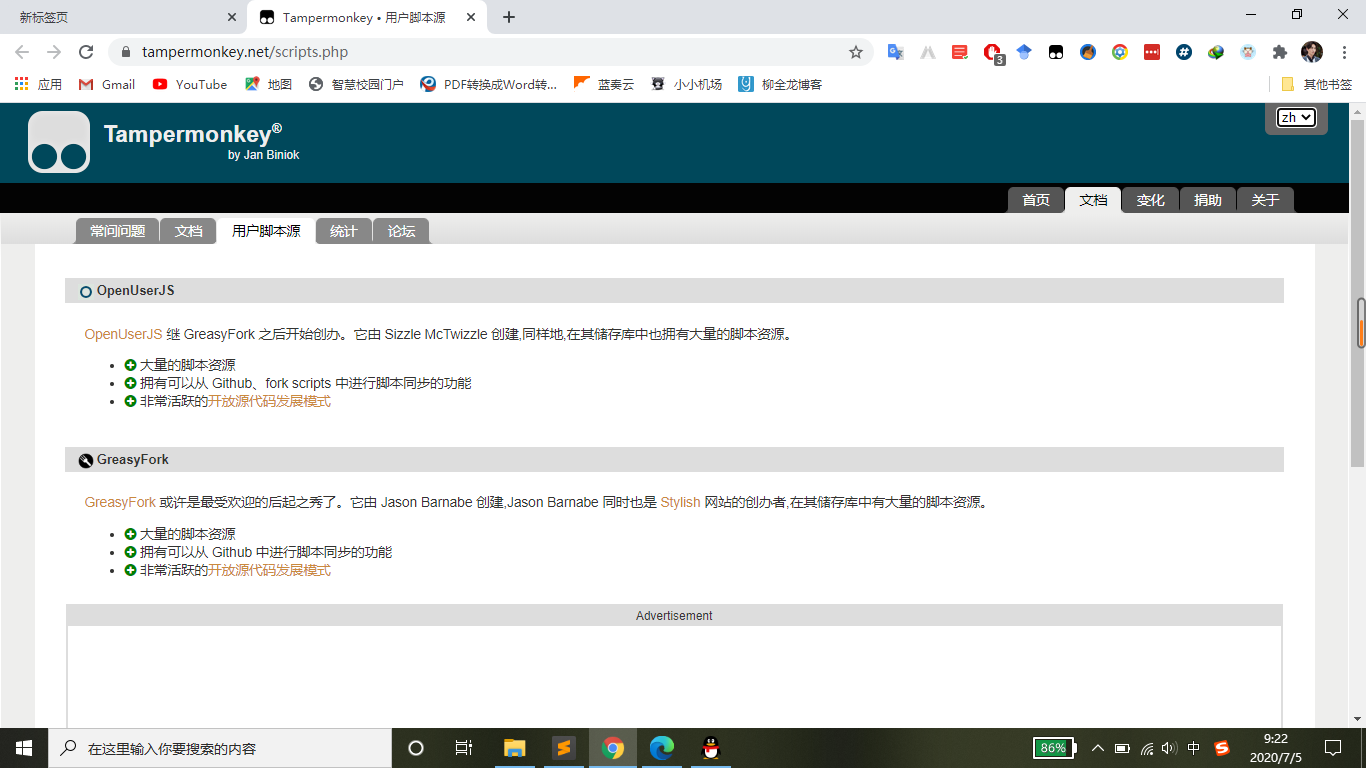 新标签页
Tampermonkey • 用户脚本源
tampermonkey.net/scripts.php
3
应用 Gmail YouTube 地图 智慧校园门户 PDF转换成Word转... 蓝奏云 小小机场 柳全龙博客 其他书签
Tampermonkey®
by Jan Biniok
zh
首页 文档 变化 捐助 关于
常问问题 文档 用户脚本源 统计 论坛
OpenUserJS
OpenUserJS 继 GreasyFork 之后开始创办。它由 Sizzle McTwizzle 创建,同样地,在其储存库中也拥有大量的脚本资源。
大量的脚本资源
拥有可以从 Github、fork scripts 中进行脚本同步的功能
非常活跃的开放源代码发展模式
GreasyFork
GreasyFork 或许是最受欢迎的后起之秀了。它由 Jason Barnabe 创建,Jason Barnabe 同时也是 Stylish 网站的创办者,在其储存库中有大量的脚本资源。
大量的脚本资源
拥有可以从 Github 中进行脚本同步的功能
非常活跃的开放源代码发展模式
Advertisement
在这里输入你要搜索的内容
86%
中
9:22
2020/7/5